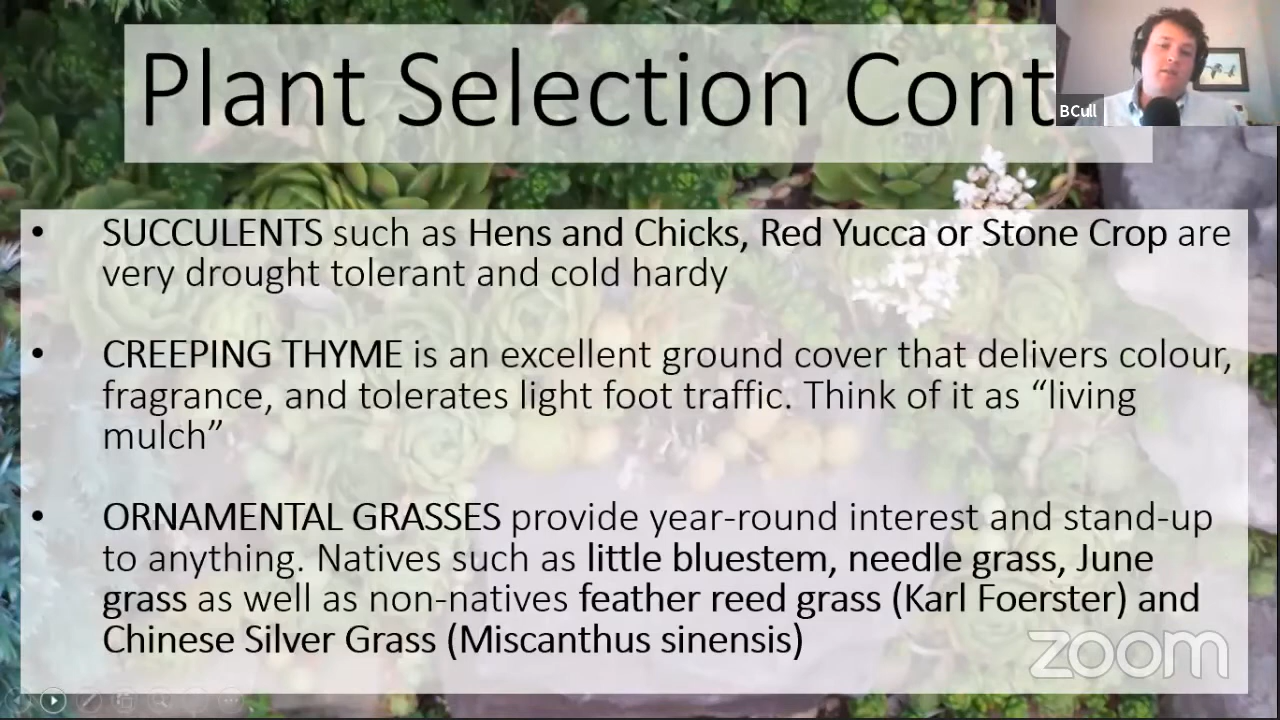 Plant Selection Cont
BCull
• SUCCULENTS such as Hens and Chicks, Red Yucca or Stone Crop are
very drought tolerant and cold hardy
• CREEPING THYME is an excellent ground cover that delivers colour,
fragrance, and tolerates light foot traffic. Think of it as “living
mulch”
• ORNAMENTAL GRASSES provide year-round interest and stand-up
to anything. Natives such as little bluestem, needle grass, June
grass as well as non-natives feather reed grass (Karl Foerster) and
Chinese Silver Grass (Miscanthus sinensis)
zoom